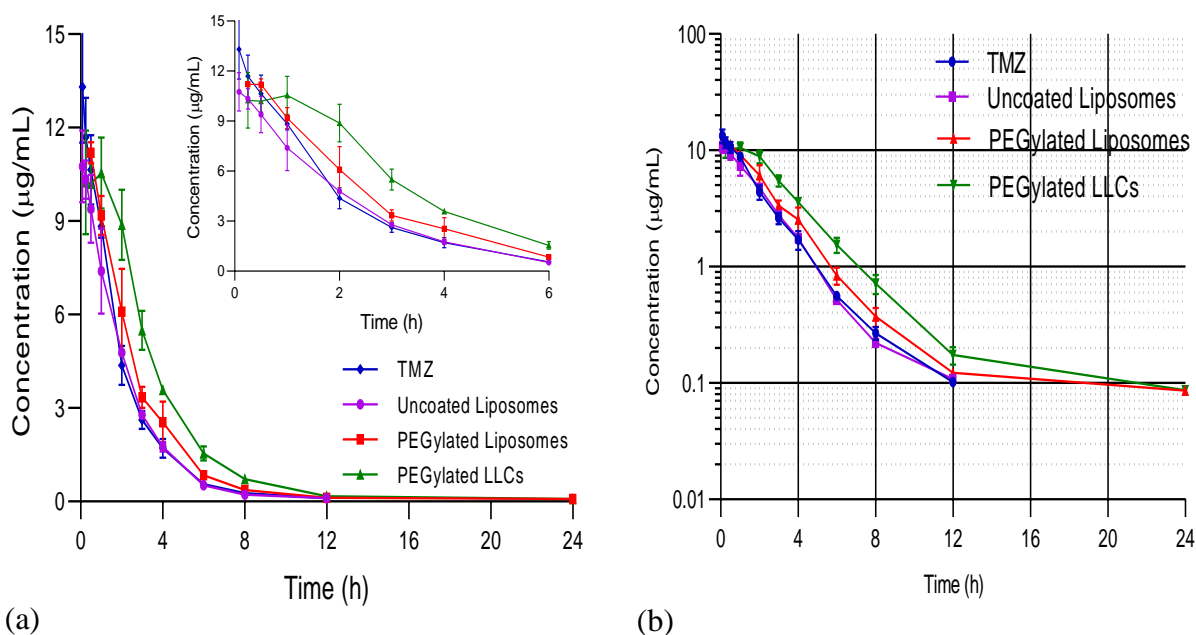 15
12
9
6
3
0
Concentration (µg/mL)
0 4 8 12 16 20 24
Time (h)
15
12
9
6
3
0
Concentration (µg/mL)
0 2 4 6
Time (h)
TMZ
Uncoated Liposomes
PEGylated Liposomes
PEGylated LLCs
(a)
100
10
1
0.1
0.01
Concentration (µg/mL)
0 4 8 12 16 20 24
Time (h)
TMZ
Uncoated Liposomes
PEGylated Liposomes
PEGylated LLCs
(b)